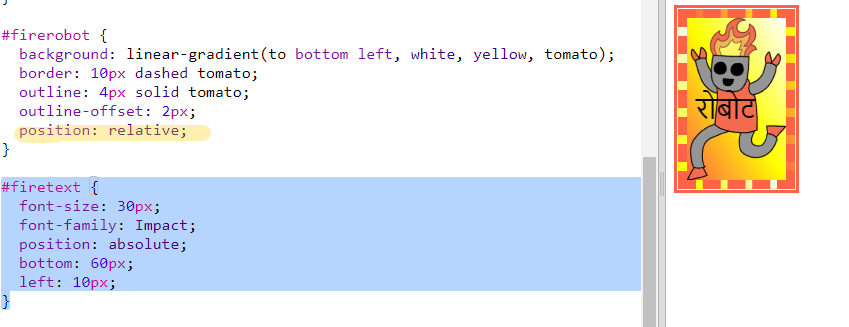 }
#firerobot {
background: linear-gradient(to bottom left, white, yellow, tomato);
border: 10px dashed tomato;
outline: 4px solid tomato;
outline-offset: 2px;
position: relative;
}
#firetext {
font-size: 30px;
font-family: Impact;
position: absolute;
bottom: 60px;
left: 10px;
}
रोबोट